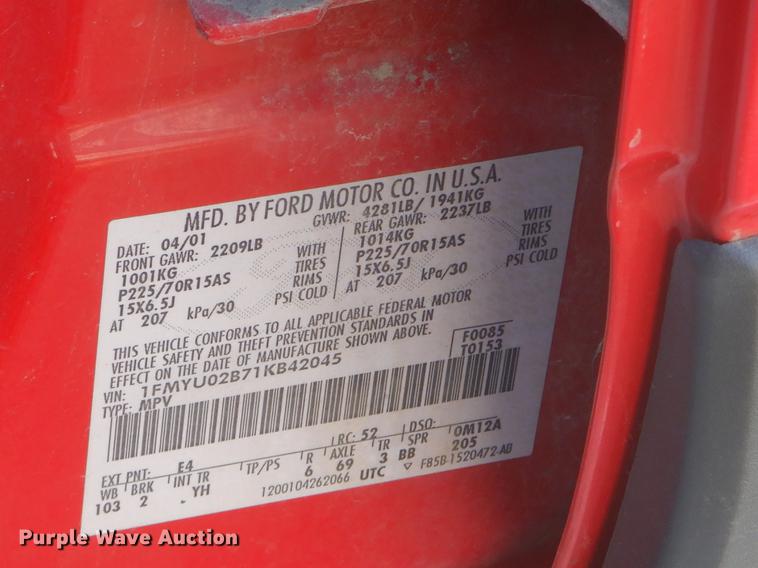 MFD. BY FORD MOTOR CO. IN U.S.A.
DATE: 04/01 GVWR: 4281LB/ 1941KG
FRONT GAWR: 2209LB REAR GAWR: 2237LB
1001KG WITH 1014KG WITH
P225/70R15AS TIRES P225/70R15AS TIRES
15X6.5J RIMS 15X6.5J RIMS
AT 207 kPa/30 PSI COLD AT 207 kPa/30 PSI COLD
THIS VEHICLE CONFORMS TO ALL APPLICABLE FEDERAL MOTOR
VEHICLE SAFETY AND THEFT PREVENTION STANDARDS IN
EFFECT ON THE DATE OF MANUFACTURE SHOWN ABOVE.
F0085
VIN: 1FMYU02B71KB42045 T0153
TYPE: MPV
EXT PNT: E4 RC: 52 DSO:
WB BRK INT TR TP/PS R AXLE TR SPR 0M12A
103 2 - YH 6 69 3 BB 205
1200104262066 UTC ▽ F85B-1520472-AB
Purple Wave Auction